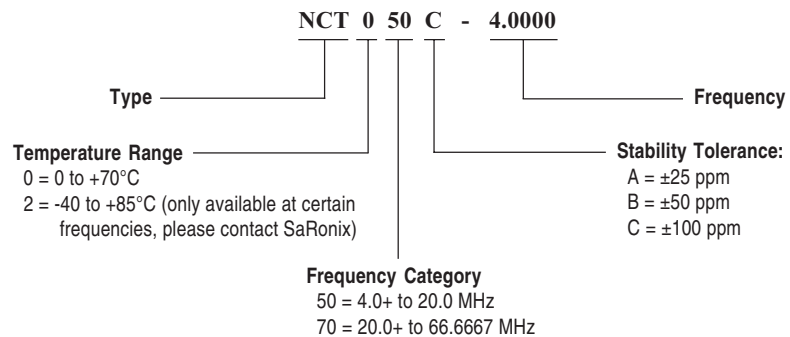 NCT 0 50 C - 4.0000
Type
Frequency
Temperature Range
0 = 0 to +70°C
2 = -40 to +85°C (only available at certain
frequencies, please contact SaRonix)
Stability Tolerance:
A = ±25 ppm
B = ±50 ppm
C = ±100 ppm
Frequency Category
50 = 4.0+ to 20.0 MHz
70 = 20.0+ to 66.6667 MHz